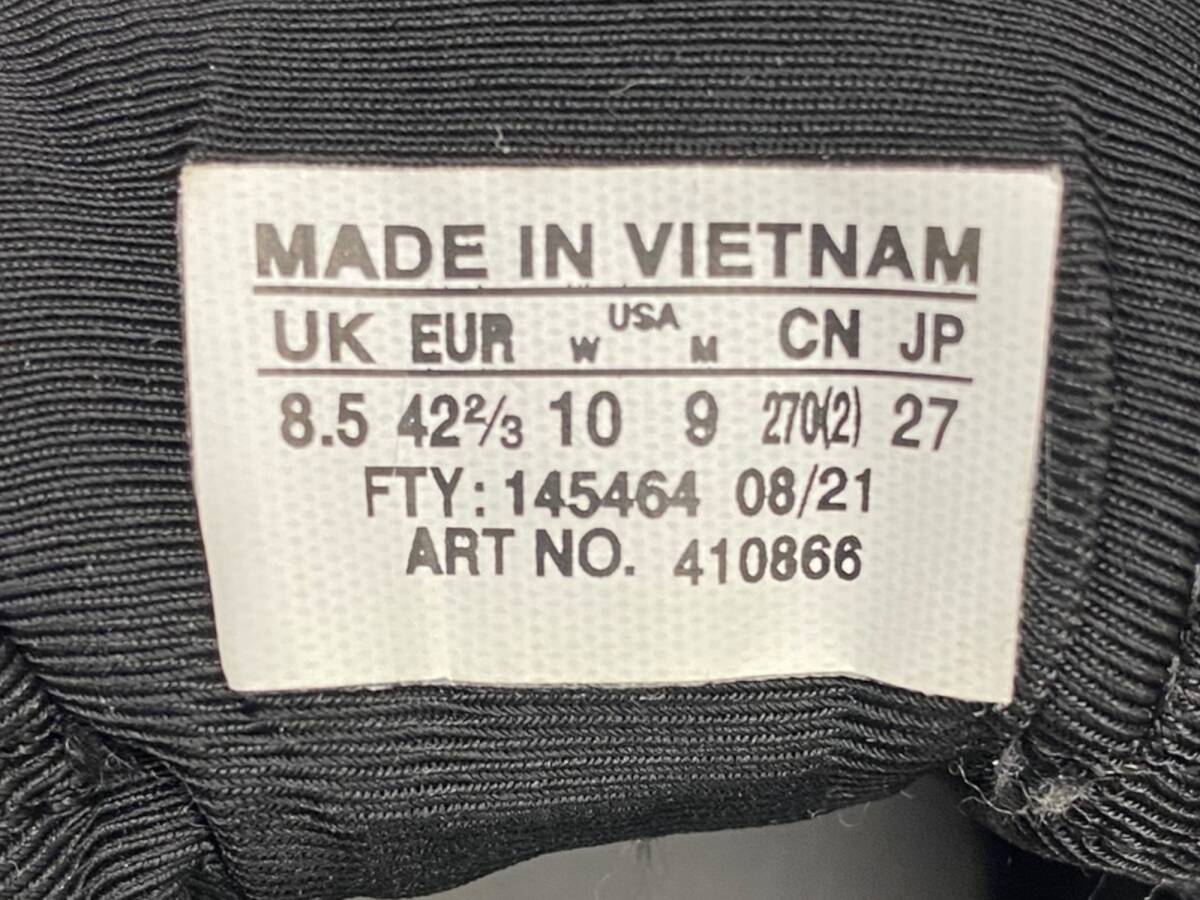 MADE IN VIETNAM
UK EUR W USA M CN JP
8.5 42⅔ 10 9 270(2) 27
FTY: 145464 08/21
ART NO. 410866